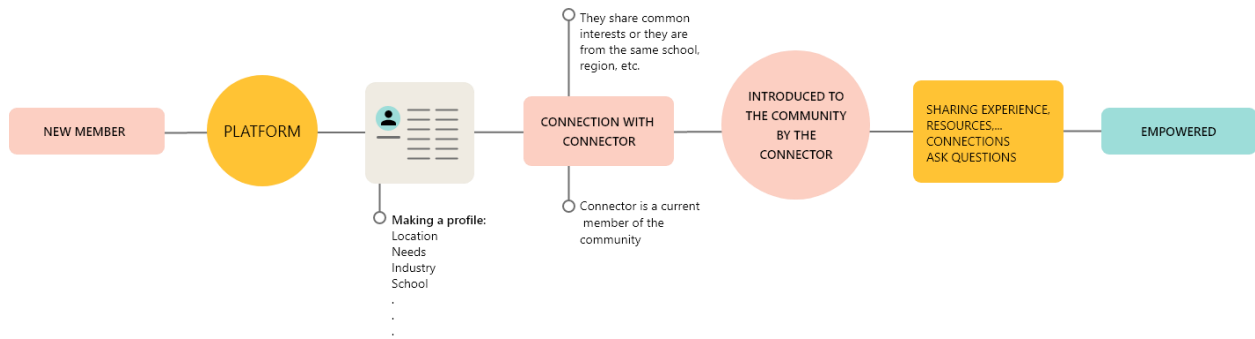 NEW MEMBER
PLATFORM
Making a profile:
Location
Needs
Industry
School
.
.
.
They share common
interests or they are
from the same school,
region, etc.
CONNECTION WITH
CONNECTOR
Connector is a current
member of the
community
INTRODUCED TO
THE COMMUNITY
BY THE
CONNECTOR
SHARING EXPERIENCE,
RESOURCES,...
CONNECTIONS
ASK QUESTIONS
EMPOWERED